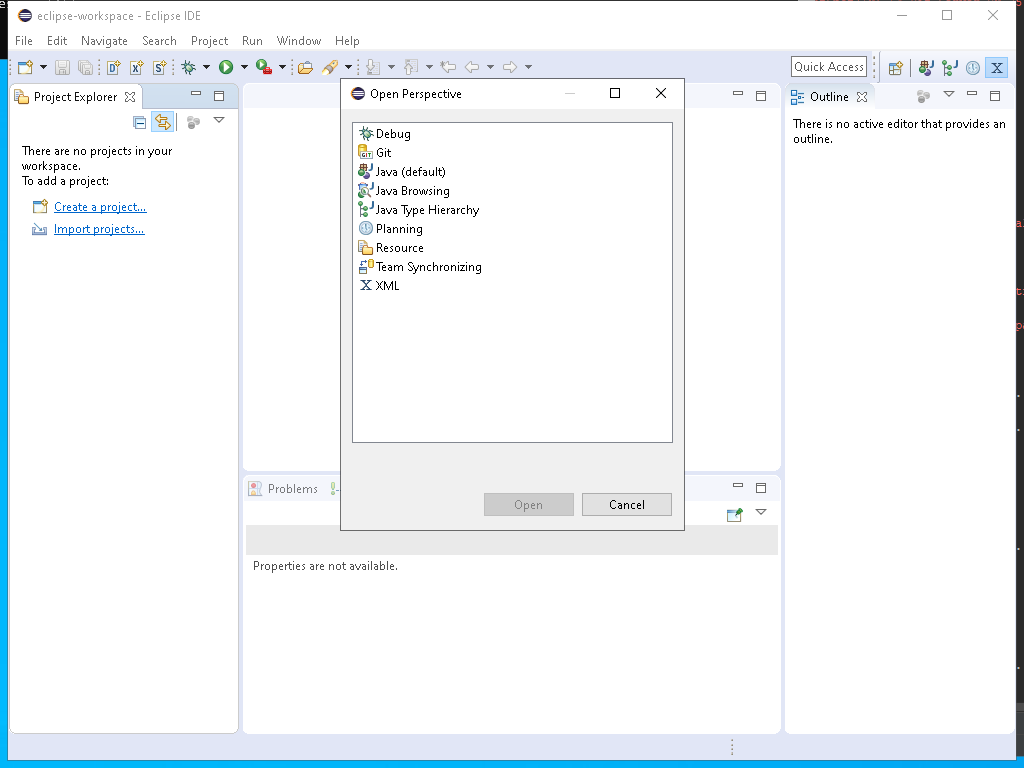 eclipse-workspace - Eclipse IDE
File Edit Navigate Search Project Run Window Help
Quick Access
Project Explorer
There are no projects in your
workspace.
To add a project:
Create a project...
Import projects...
Open Perspective
Debug
Git
Java (default)
Java Browsing
Java Type Hierarchy
Planning
Resource
Team Synchronizing
XML
Open
Cancel
Outline
There is no active editor that provides an
outline.
Problems
Properties are not available.